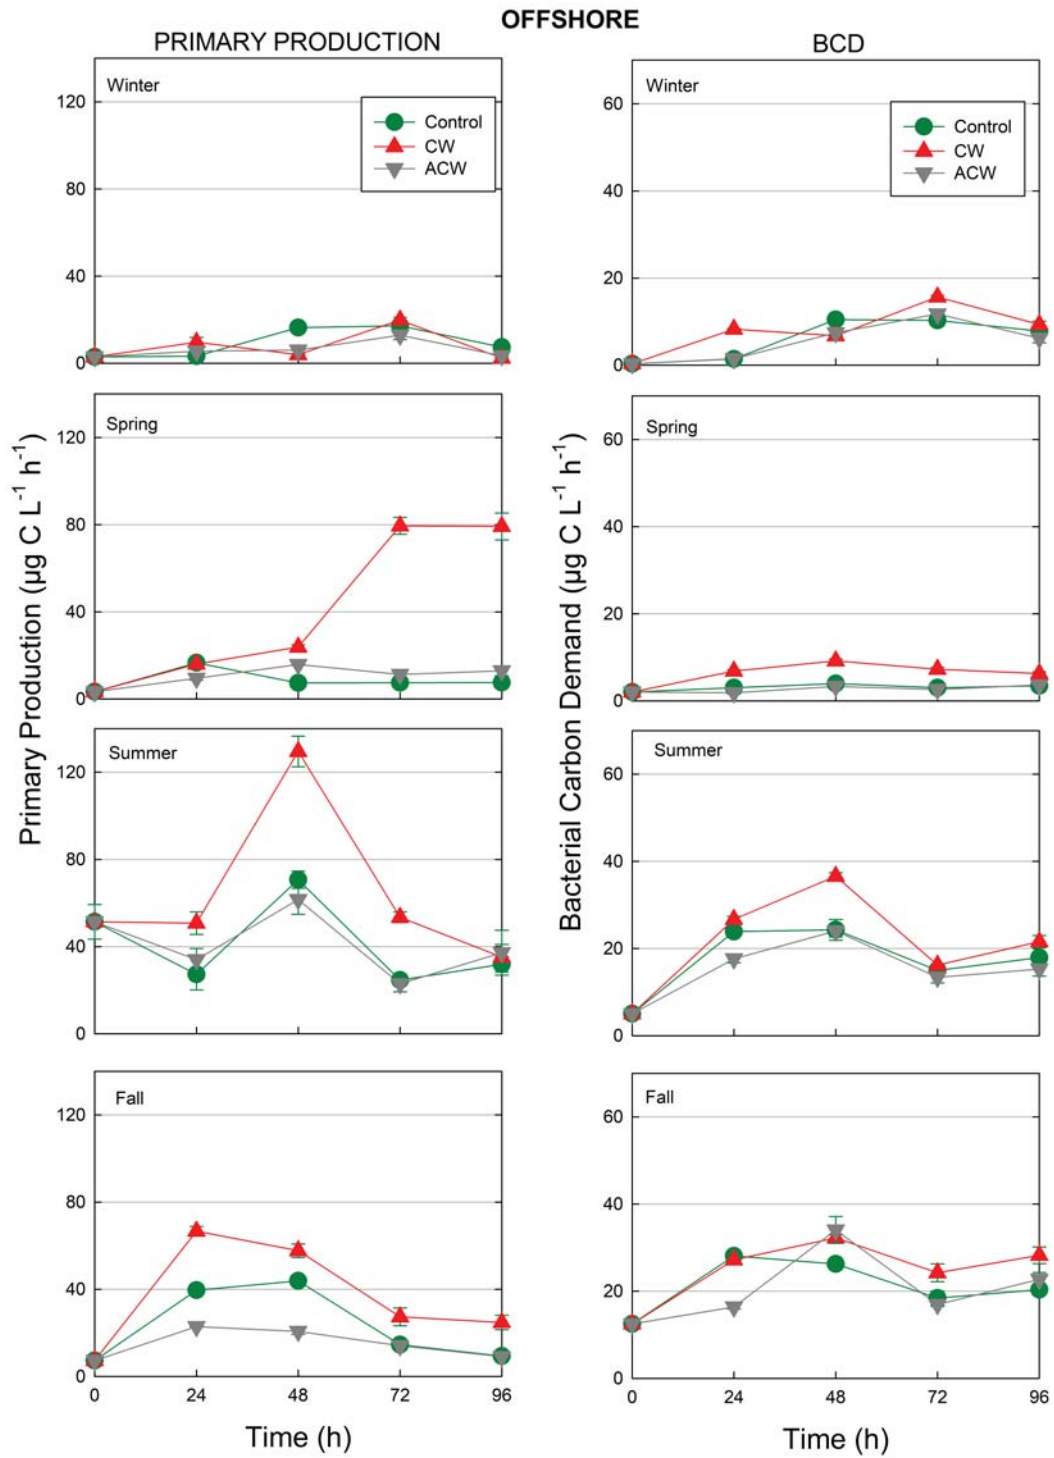 OFFSHORE
PRIMARY PRODUCTION
BCD
Primary Production (µg C L⁻¹ h⁻¹)
Winter
Control
CW
ACW
120
80
40
0
Spring
120
80
40
0
Summer
120
80
40
0
Fall
120
80
40
0
0 24 48 72 96
Time (h)
Bacterial Carbon Demand (µg C L⁻¹ h⁻¹)
Winter
Control
CW
ACW
60
40
20
0
Spring
60
40
20
0
Summer
60
40
20
0
Fall
60
40
20
0
0 24 48 72 96
Time (h)